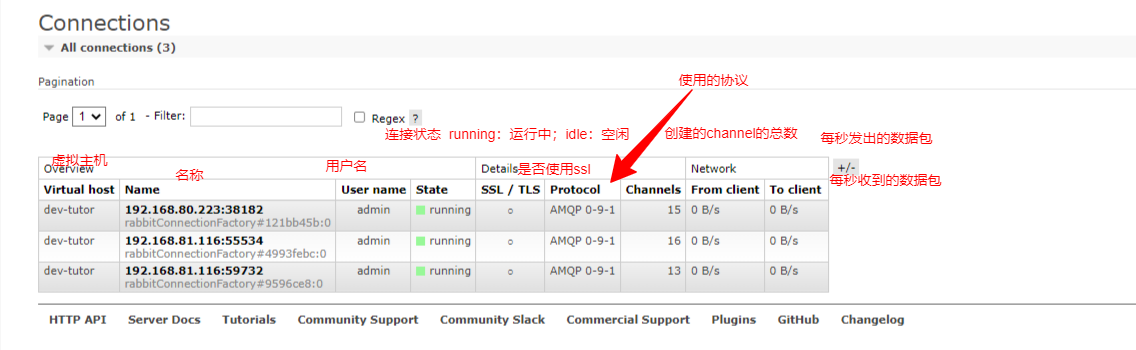 Connections
All connections (3)
Pagination
使用的协议
Page 1 of 1 - Filter: Regex ?
连接状态 running：运行中；idle：空闲
创建的channel的总数
每秒发出的数据包
虚拟主机
名称
用户名
是否使用ssl
每秒收到的数据包
Overview Details Network +/-
Virtual host Name User name State SSL / TLS Protocol Channels From client To client
dev-tutor 192.168.80.223:38182 admin running ○ AMQP 0-9-1 15 0 B/s 0 B/s
rabbitConnectionFactory#121bb45b:0
dev-tutor 192.168.81.116:55534 admin running ○ AMQP 0-9-1 16 0 B/s 0 B/s
rabbitConnectionFactory#4993febc:0
dev-tutor 192.168.81.116:59732 admin running ○ AMQP 0-9-1 13 0 B/s 0 B/s
rabbitConnectionFactory#9596ce8:0
HTTP API Server Docs Tutorials Community Support Community Slack Commercial Support Plugins GitHub Changelog